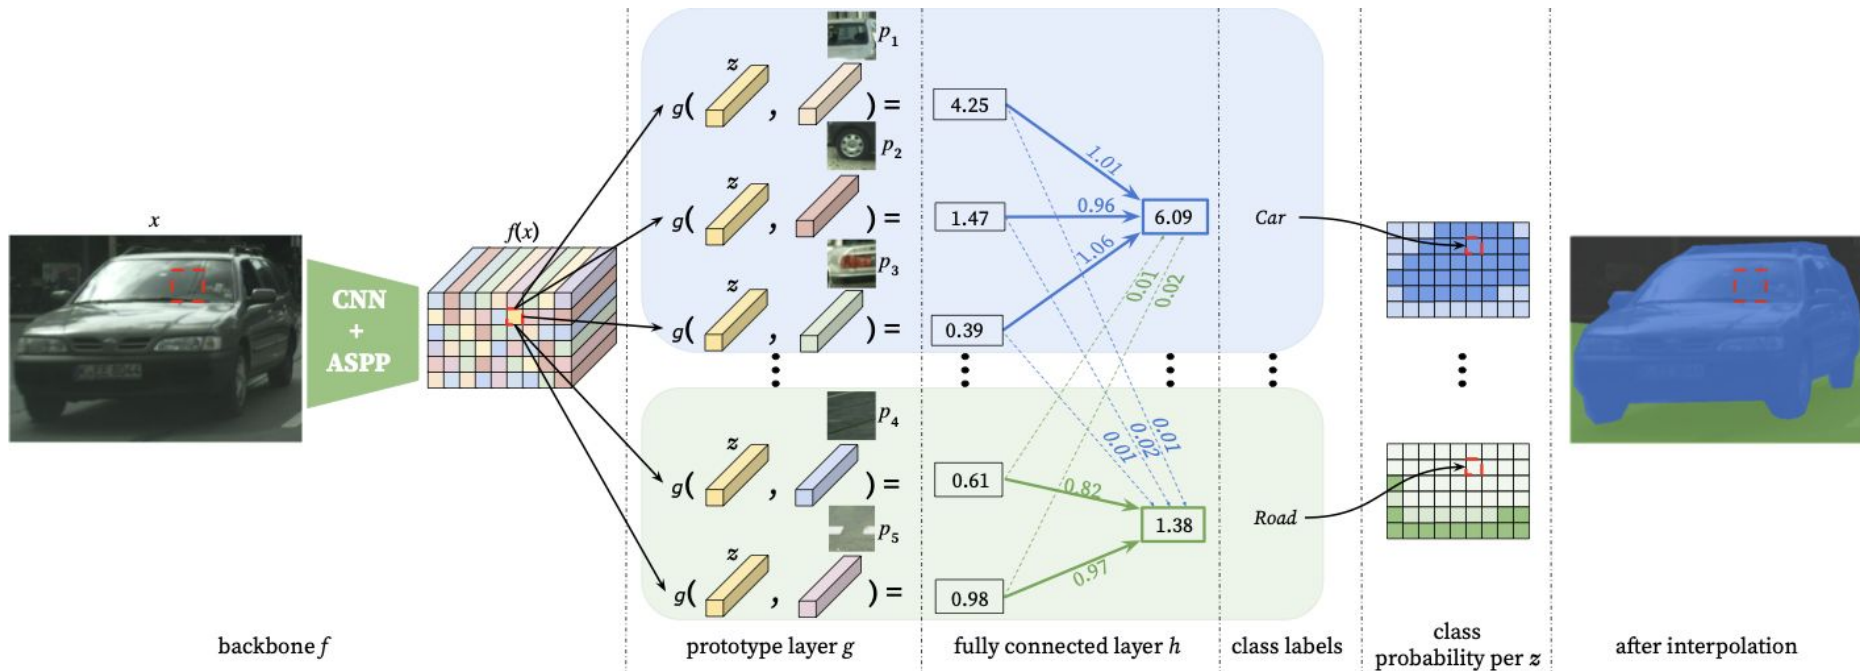 x
CNN
+
ASPP
f(x)
p1
z
g( , ) =
p2
z
g( , ) =
p3
z
g( , ) =
p4
z
g( , ) =
p5
z
g( , ) =
4.25
1.47
0.39
0.61
0.98
1.01
0.96
1.06
0.01
0.02
6.09
0.01
0.02
0.01
0.82
0.97
1.38
Car
Road
backbone f
prototype layer g
fully connected layer h
class labels
class
probability per z
after interpolation